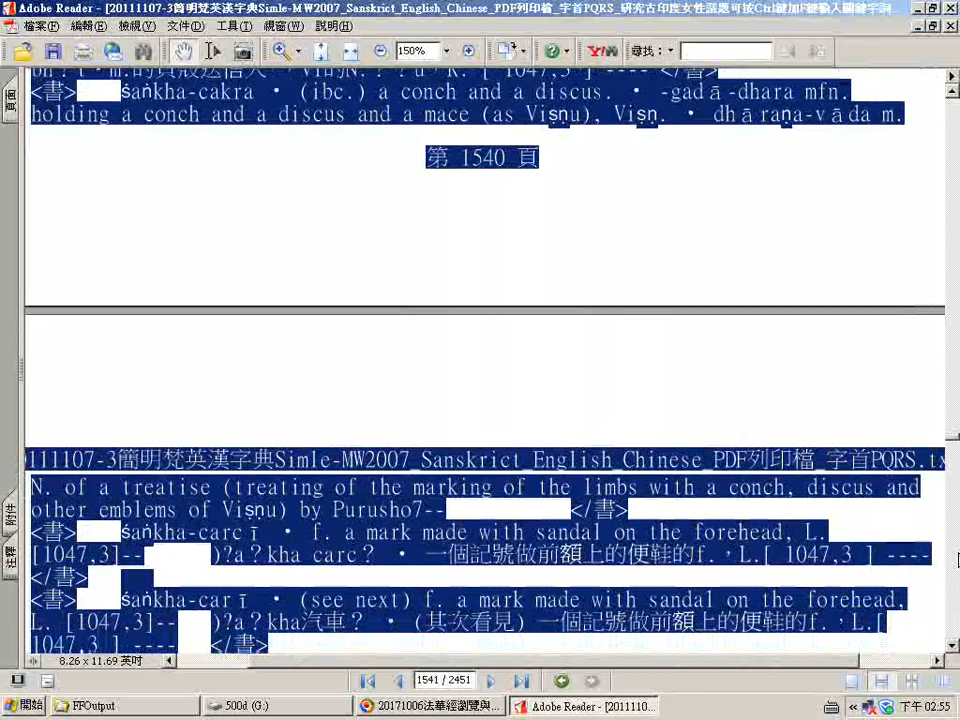 Adobe Reader - [20111107-3簡明梵英漢字典Simle-MW2007_Sanskrict_English_Chinese_PDF列印檔_字首PQRS_研究古印度女性議題可按Ctrl鍵加F鍵輸入關鍵字詞
檔案(F) 編輯(E) 檢視(V) 文件(D) 工具(T) 視窗(W) 說明(H)
150% 尋找:
頁面
<書> śaṅkha-cakra • (ibc.) a conch and a discus. • -gadā-dhara mfn.
holding a conch and a discus and a mace (as Viṣṇu), Viṣṇ. • dhāraṇa-vāda m.
第 1540 頁
111107-3簡明梵英漢字典Simle-MW2007_Sanskrict_English_Chinese_PDF列印檔_字首PQRS.tx
N. of a treatise (treating of the marking of the limbs with a conch, discus and
other emblems of Viṣṇu) by Purusho7-- </書>
<書> śaṅkha-carcī • f. a mark made with sandal on the forehead, L.
[1047,3]-- )?a？kha carc？ • 一個記號做前額上的便鞋的f.，L.[ 1047,3 ] ----
</書>
<書> śaṅkha-carī • (see next) f. a mark made with sandal on the forehead,
L. [1047,3]-- )?a？kha汽車？ • (其次看見) 一個記號做前額上的便鞋的f.，L.[
1047,3 ] ---- </書>
附件
注釋
8.26 x 11.69 英吋
1541 / 2451
開始 FFOutput 500d (G:) 20171006法華經瀏覽與... Adobe Reader - [2011110... 下午 02:55